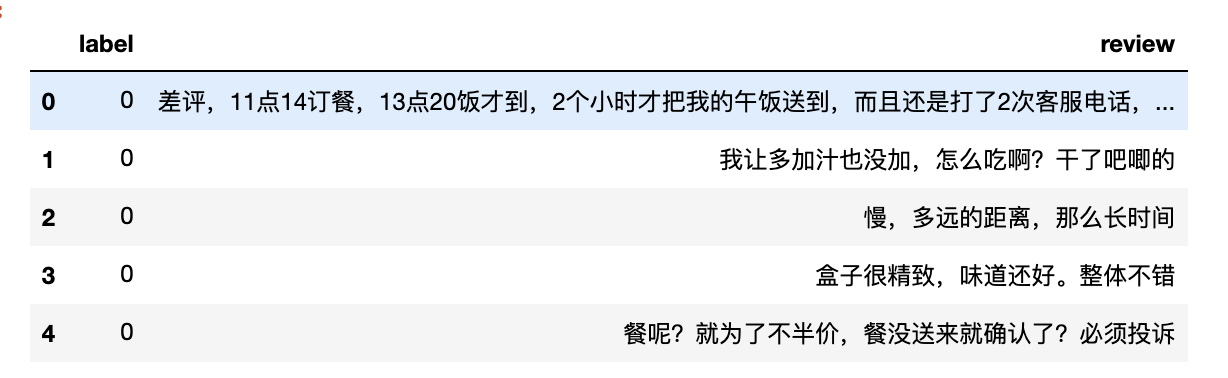 label review
0 0 差评，11点14订餐，13点20饭才到，2个小时才把我的午饭送到，而且还是打了2次客服电话，...
1 0 我让多加汁也没加，怎么吃啊？干了吧唧的
2 0 慢，多远的距离，那么长时间
3 0 盒子很精致，味道还好。整体不错
4 0 餐呢？就为了不半价，餐没送来就确认了？必须投诉